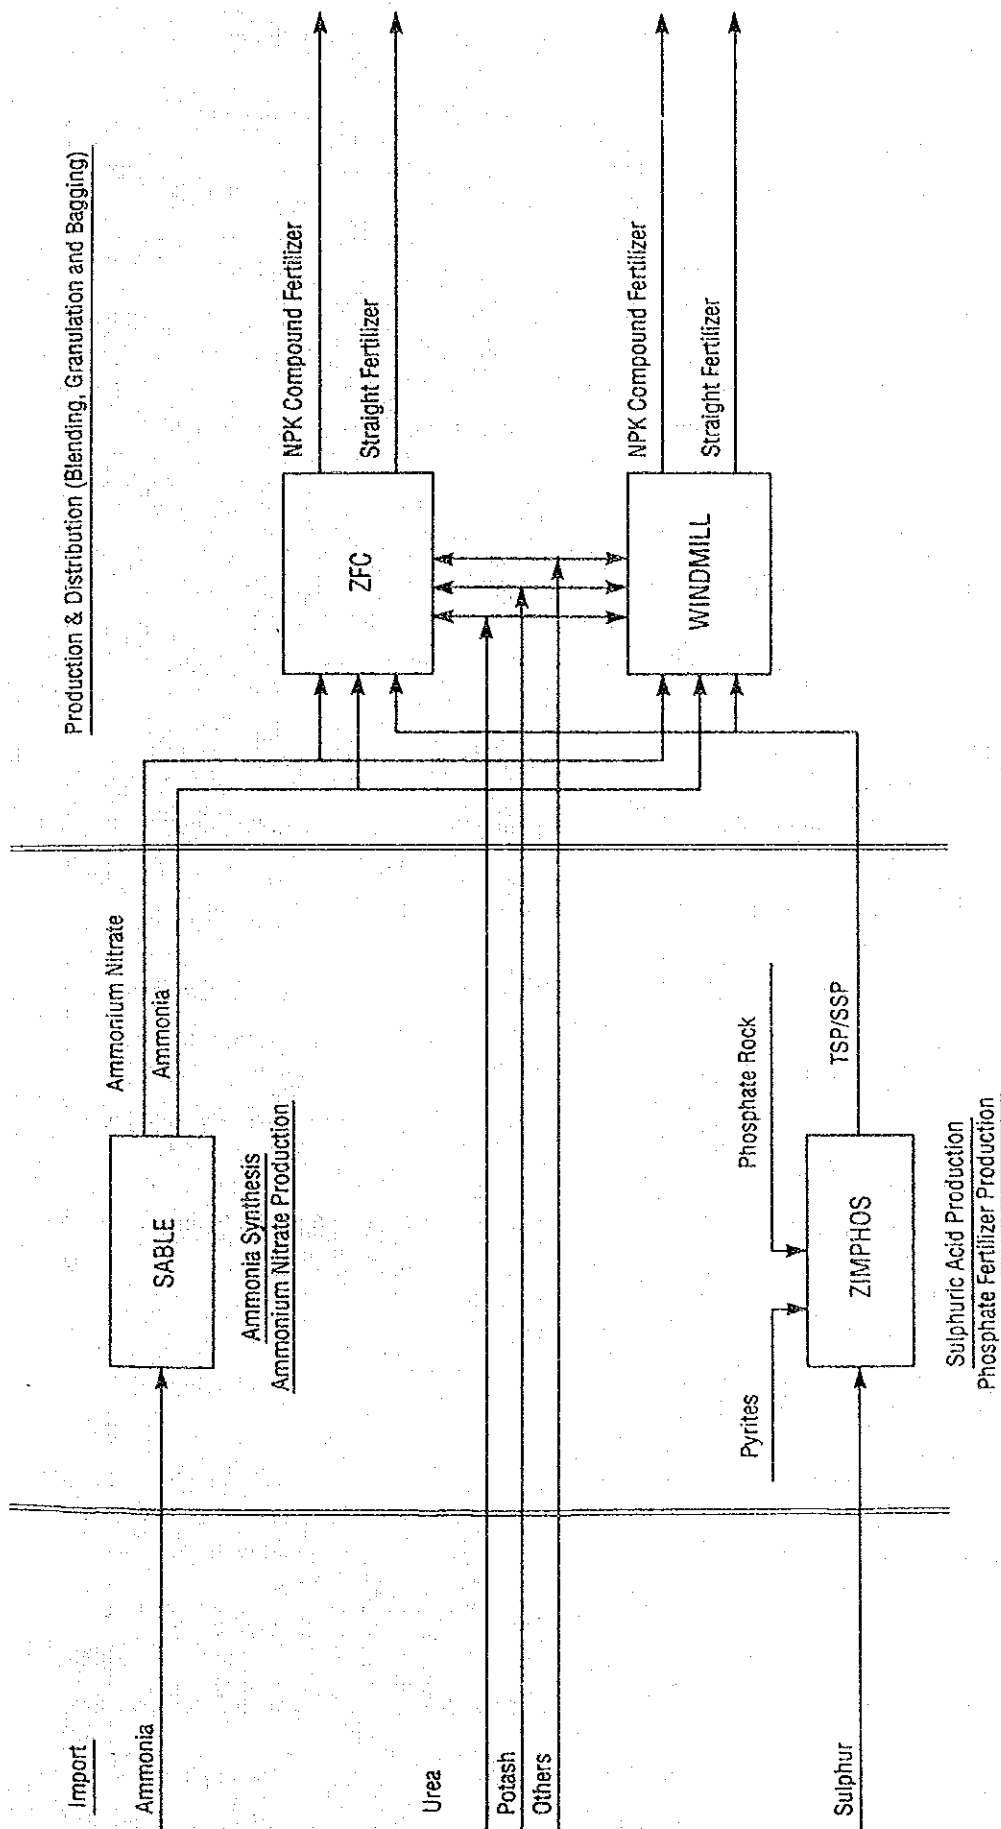 Import
Ammonia
Urea
Potash
Others
Sulphur
SABLE
Ammonia Synthesis
Ammonium Nitrate Production
Ammonium Nitrate
Ammonia
Pyrites
Phosphate Rock
ZIMPHOS
TSP/SSP
Sulphuric Acid Production
Phosphate Fertilizer Production
Production & Distribution (Blending, Granulation and Bagging)
ZFC
NPK Compound Fertilizer
Straight Fertilizer
WINDMILL
NPK Compound Fertilizer
Straight Fertilizer